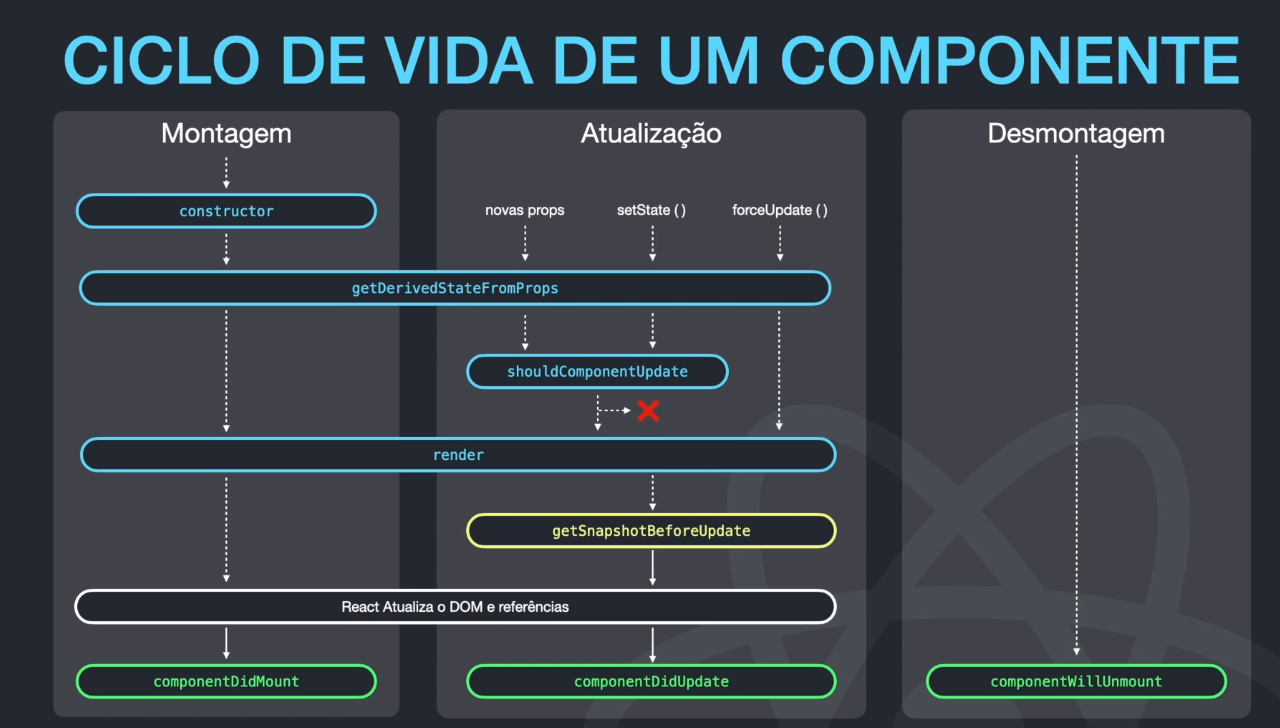 CICLO DE VIDA DE UM COMPONENTE
Montagem
Atualização
Desmontagem
constructor
novas props
setState ( )
forceUpdate ( )
getDerivedStateFromProps
shouldComponentUpdate
render
getSnapshotBeforeUpdate
React Atualiza o DOM e referências
componentDidMount
componentDidUpdate
componentWillUnmount